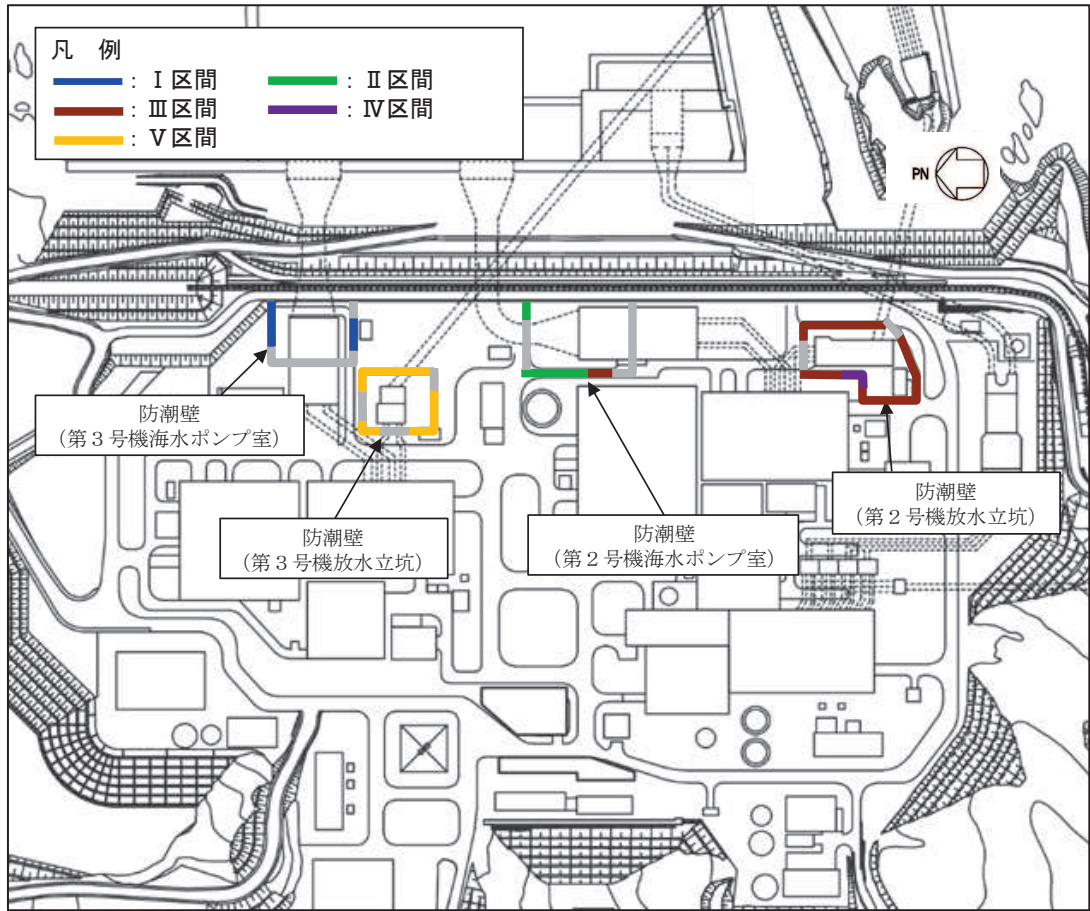 凡 例
: Ⅰ区間
: Ⅱ区間
: Ⅲ区間
: Ⅳ区間
: Ⅴ区間
PN
防潮壁
(第3号機海水ポンプ室)
防潮壁
(第3号機放水立坑)
防潮壁
(第2号機海水ポンプ室)
防潮壁
(第2号機放水立坑)